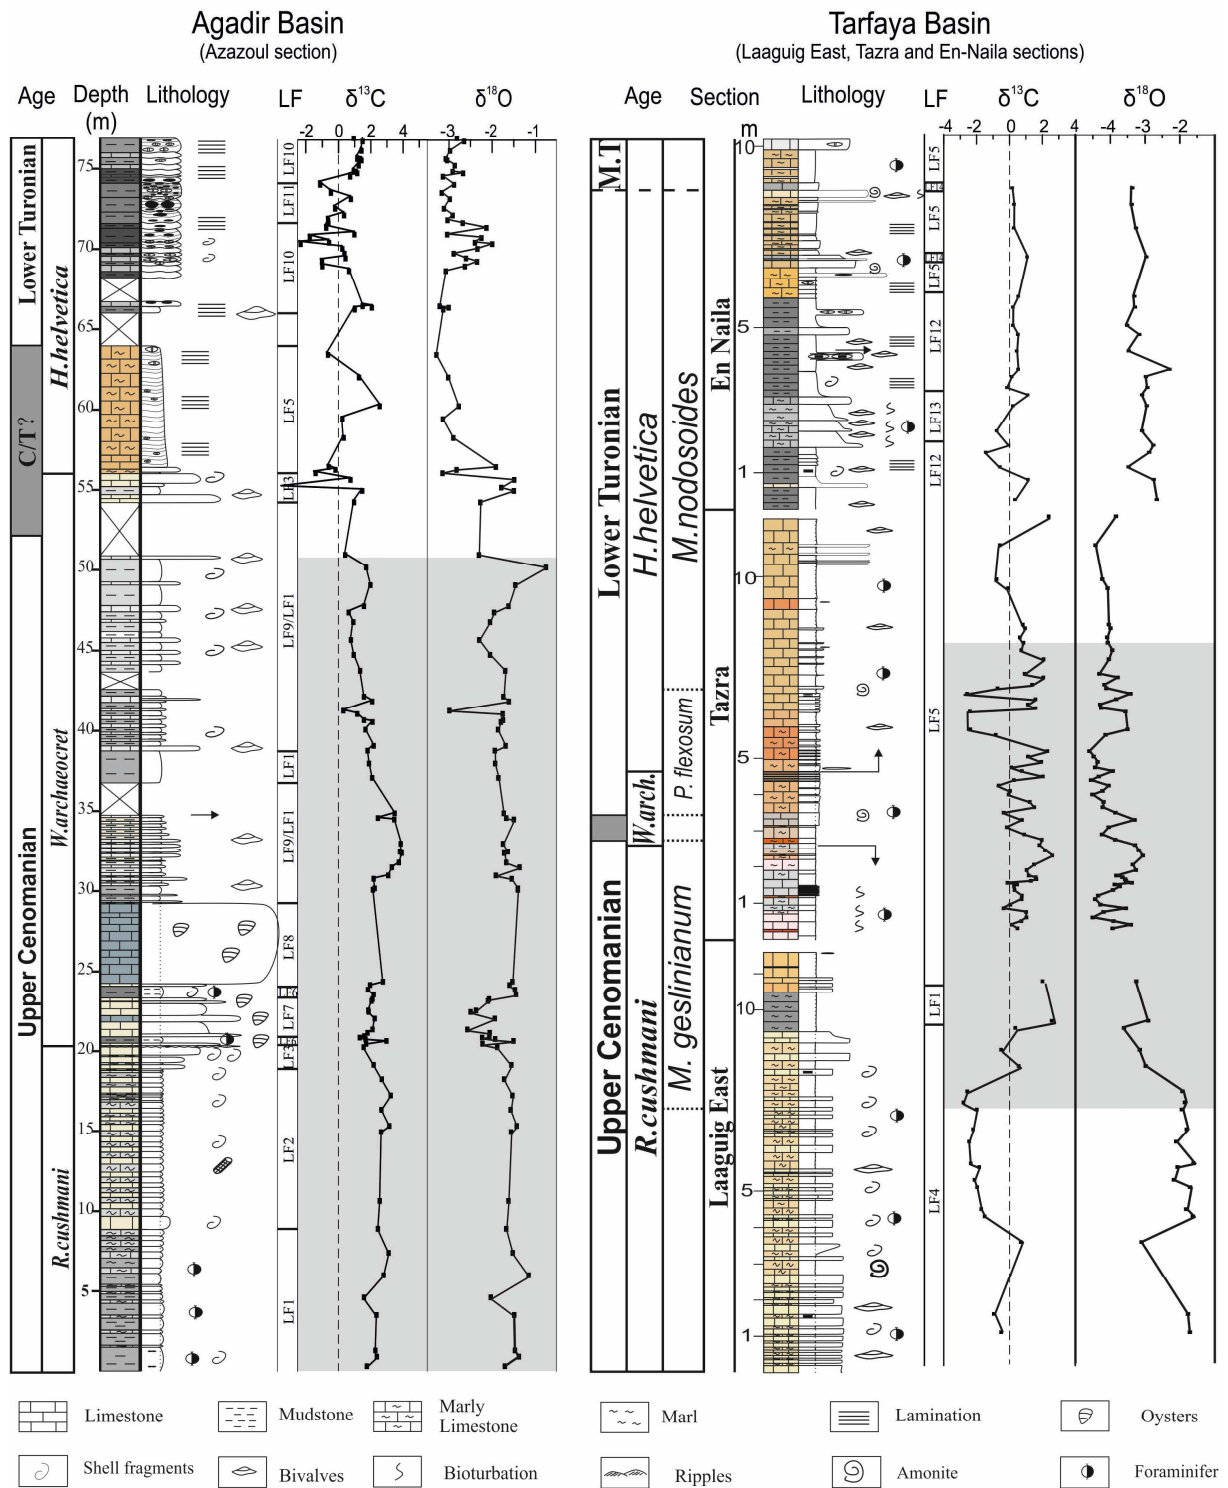 Agadir Basin
(Azazoul section)
Tarfaya Basin
(Laaguig East, Tazra and En-Naila sections)
Age
Depth
(m)
Lithology
LF
δ¹³C
δ¹⁸O
-2
0
2
4
-3
-2
-1
Lower Turonian
C/T?
Upper Cenomanian
H.helvetica
W.archaeocret
R.cushmani
75
70
65
60
55
50
45
40
35
30
25
20
15
10
5
LF10
LF11
LF10
LF5
LF3
LF9/LF1
LF1
LF9/LF1
LF8
LF7
LF3
LF2
LF1
Age
Section
Lithology
LF
δ¹³C
δ¹⁸O
m
-4
-2
0
2
4
-4
-2
M.T
Lower Turonian
Upper Cenomanian
H.helvetica
W.arch.
R.cushmani
M.nodosoides
P. flexosum
M. geslinianum
En Naila
Tazra
Laaguig East
10
5
1
10
5
1
10
5
1
LF5
LF5
LF5
LF12
LF13
LF12
LF5
LF1
LF4
Limestone
Mudstone
Marly
Limestone
Marl
Lamination
Oysters
Shell fragments
Bivalves
Bioturbation
Ripples
Amonite
Foraminifer